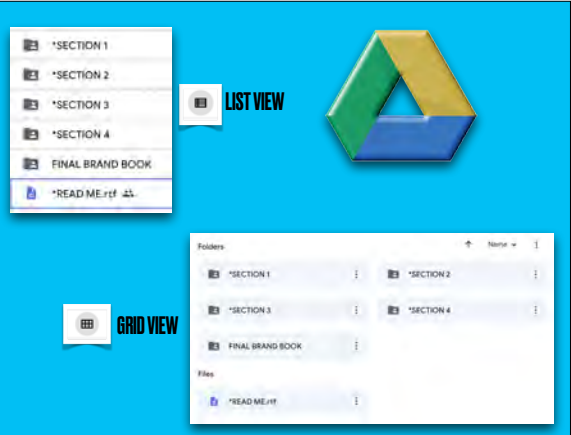 *SECTION 1
*SECTION 2
*SECTION 3
*SECTION 4
FINAL BRAND BOOK
*READ ME.rtf
LIST VIEW
Folders
Name
*SECTION 1
*SECTION 2
*SECTION 3
*SECTION 4
FINAL BRAND BOOK
Files
*READ ME.rtf
GRID VIEW